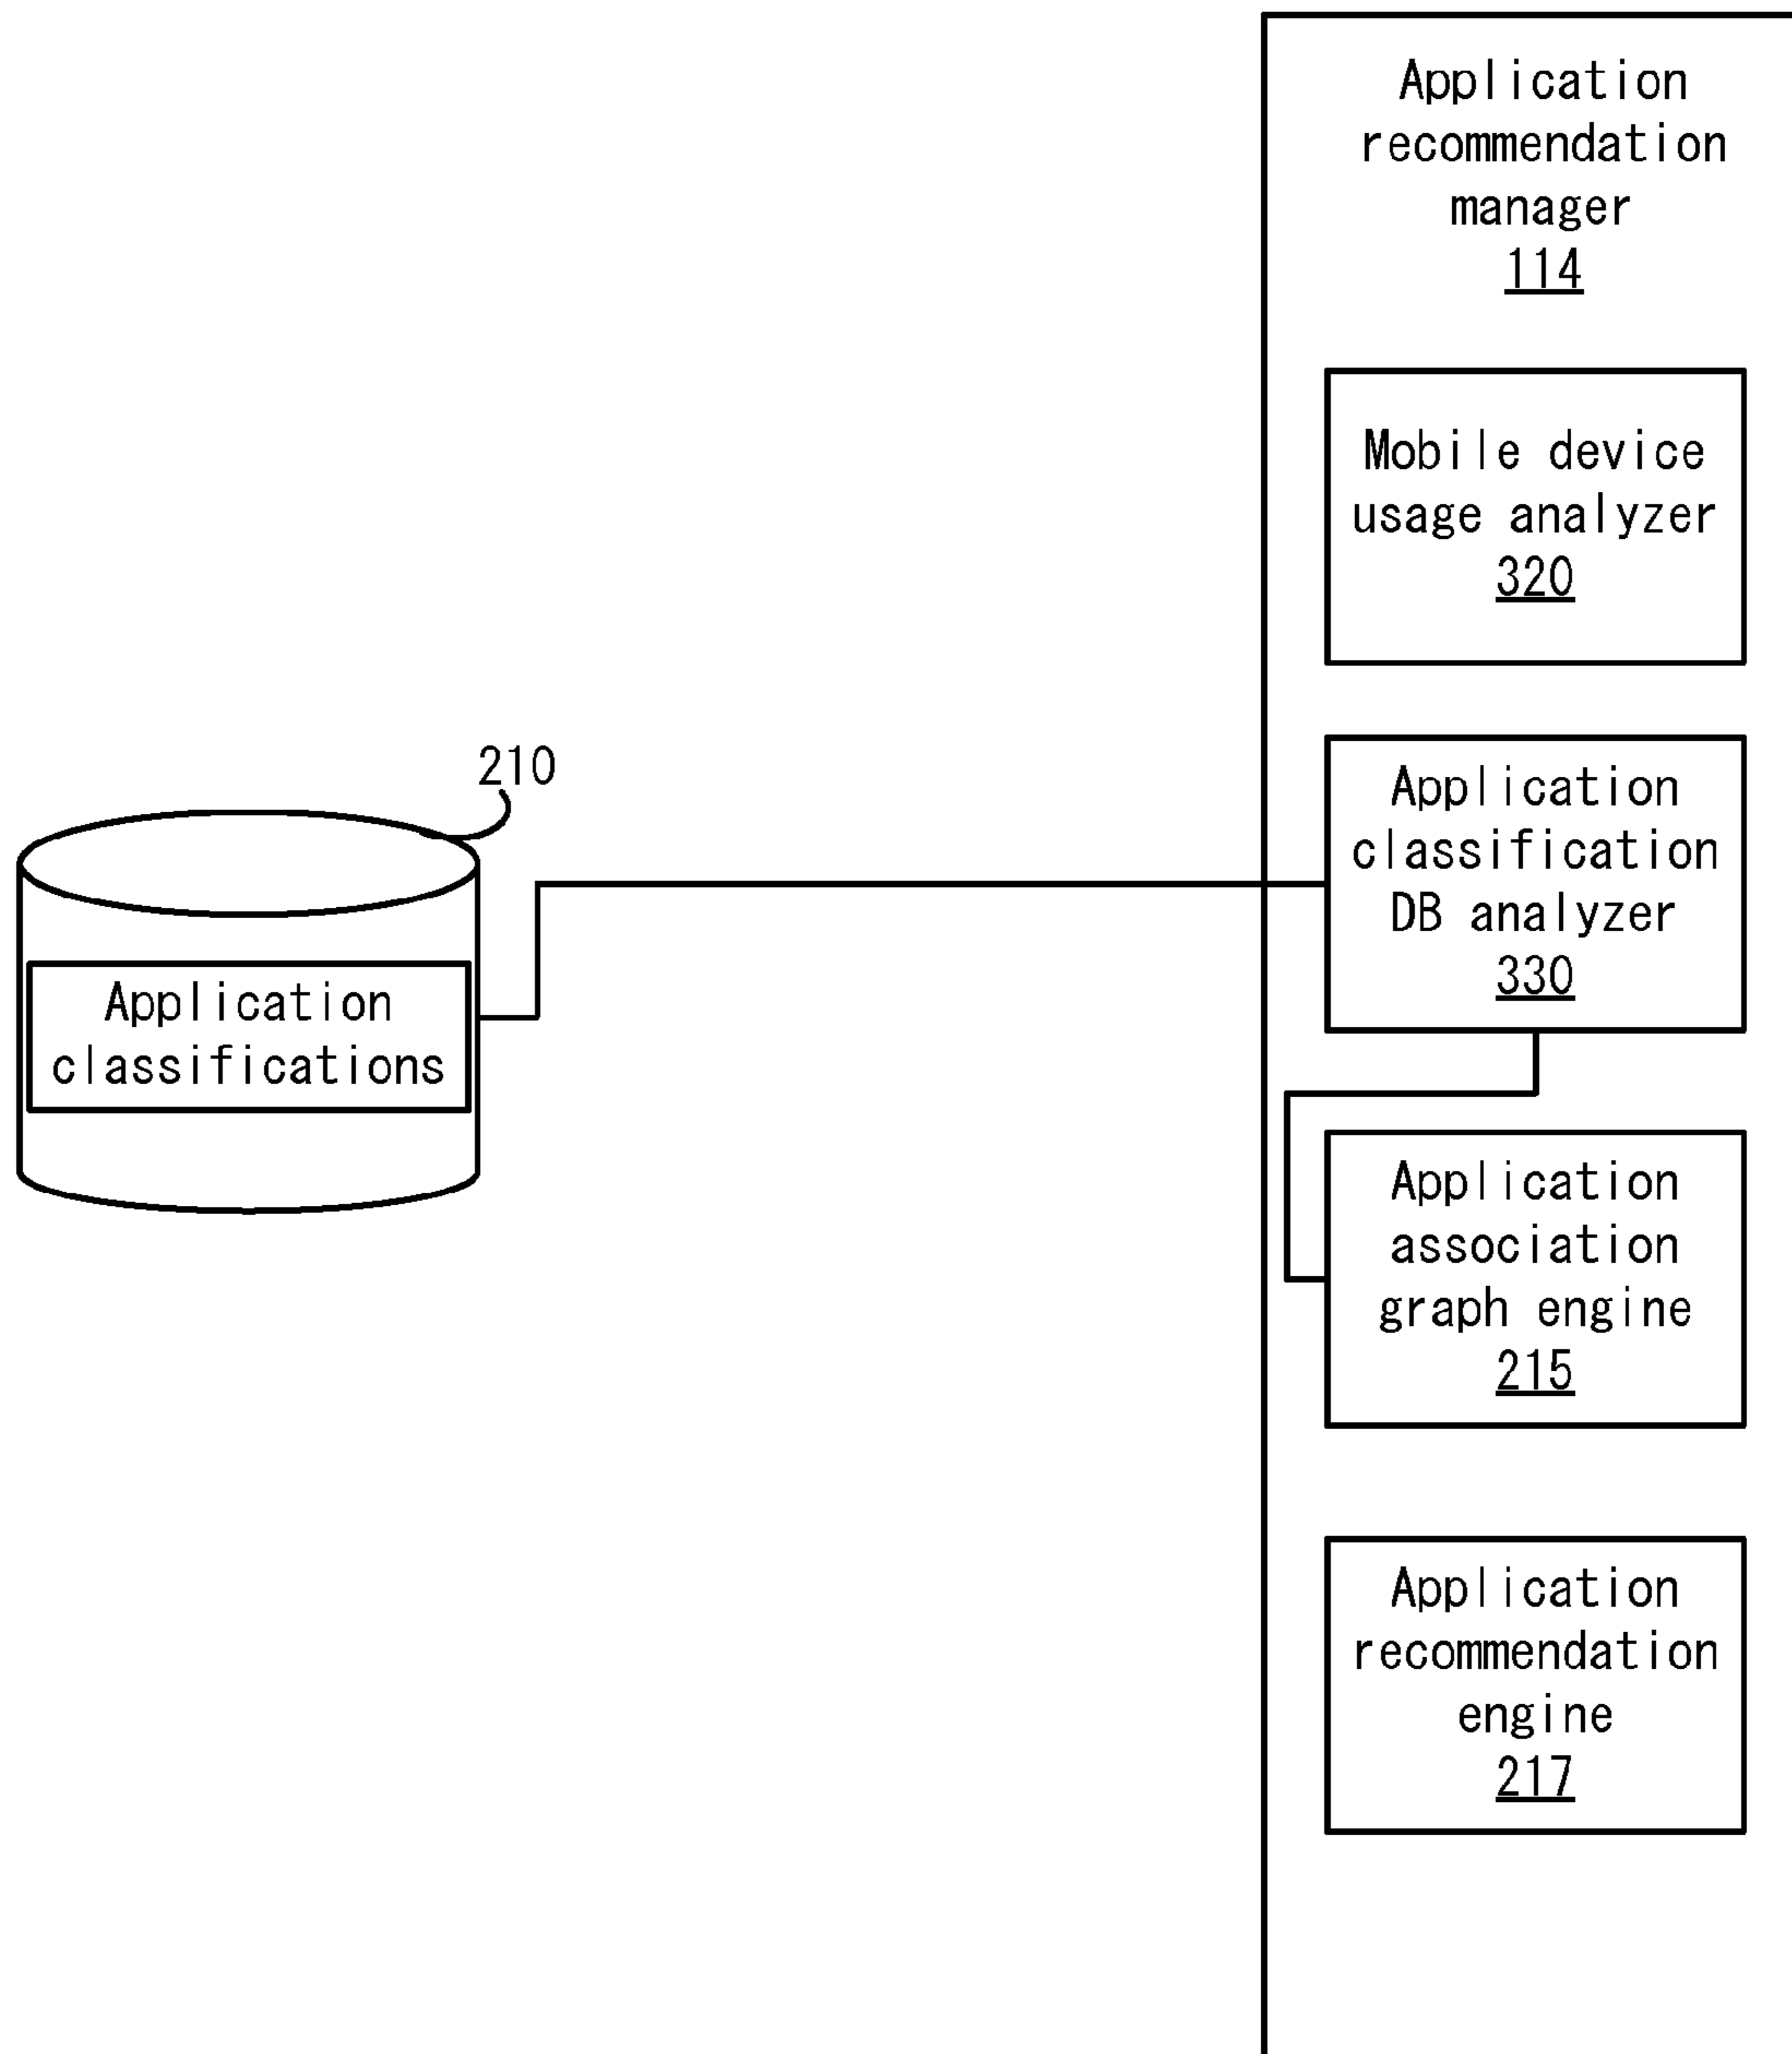 Application
recommendation
manager
114
Mobile device
usage analyzer
320
210
Application
classification
DB analyzer
330
Application
classifications
Application
association
graph engine
215
Application
recommendation
engine
217